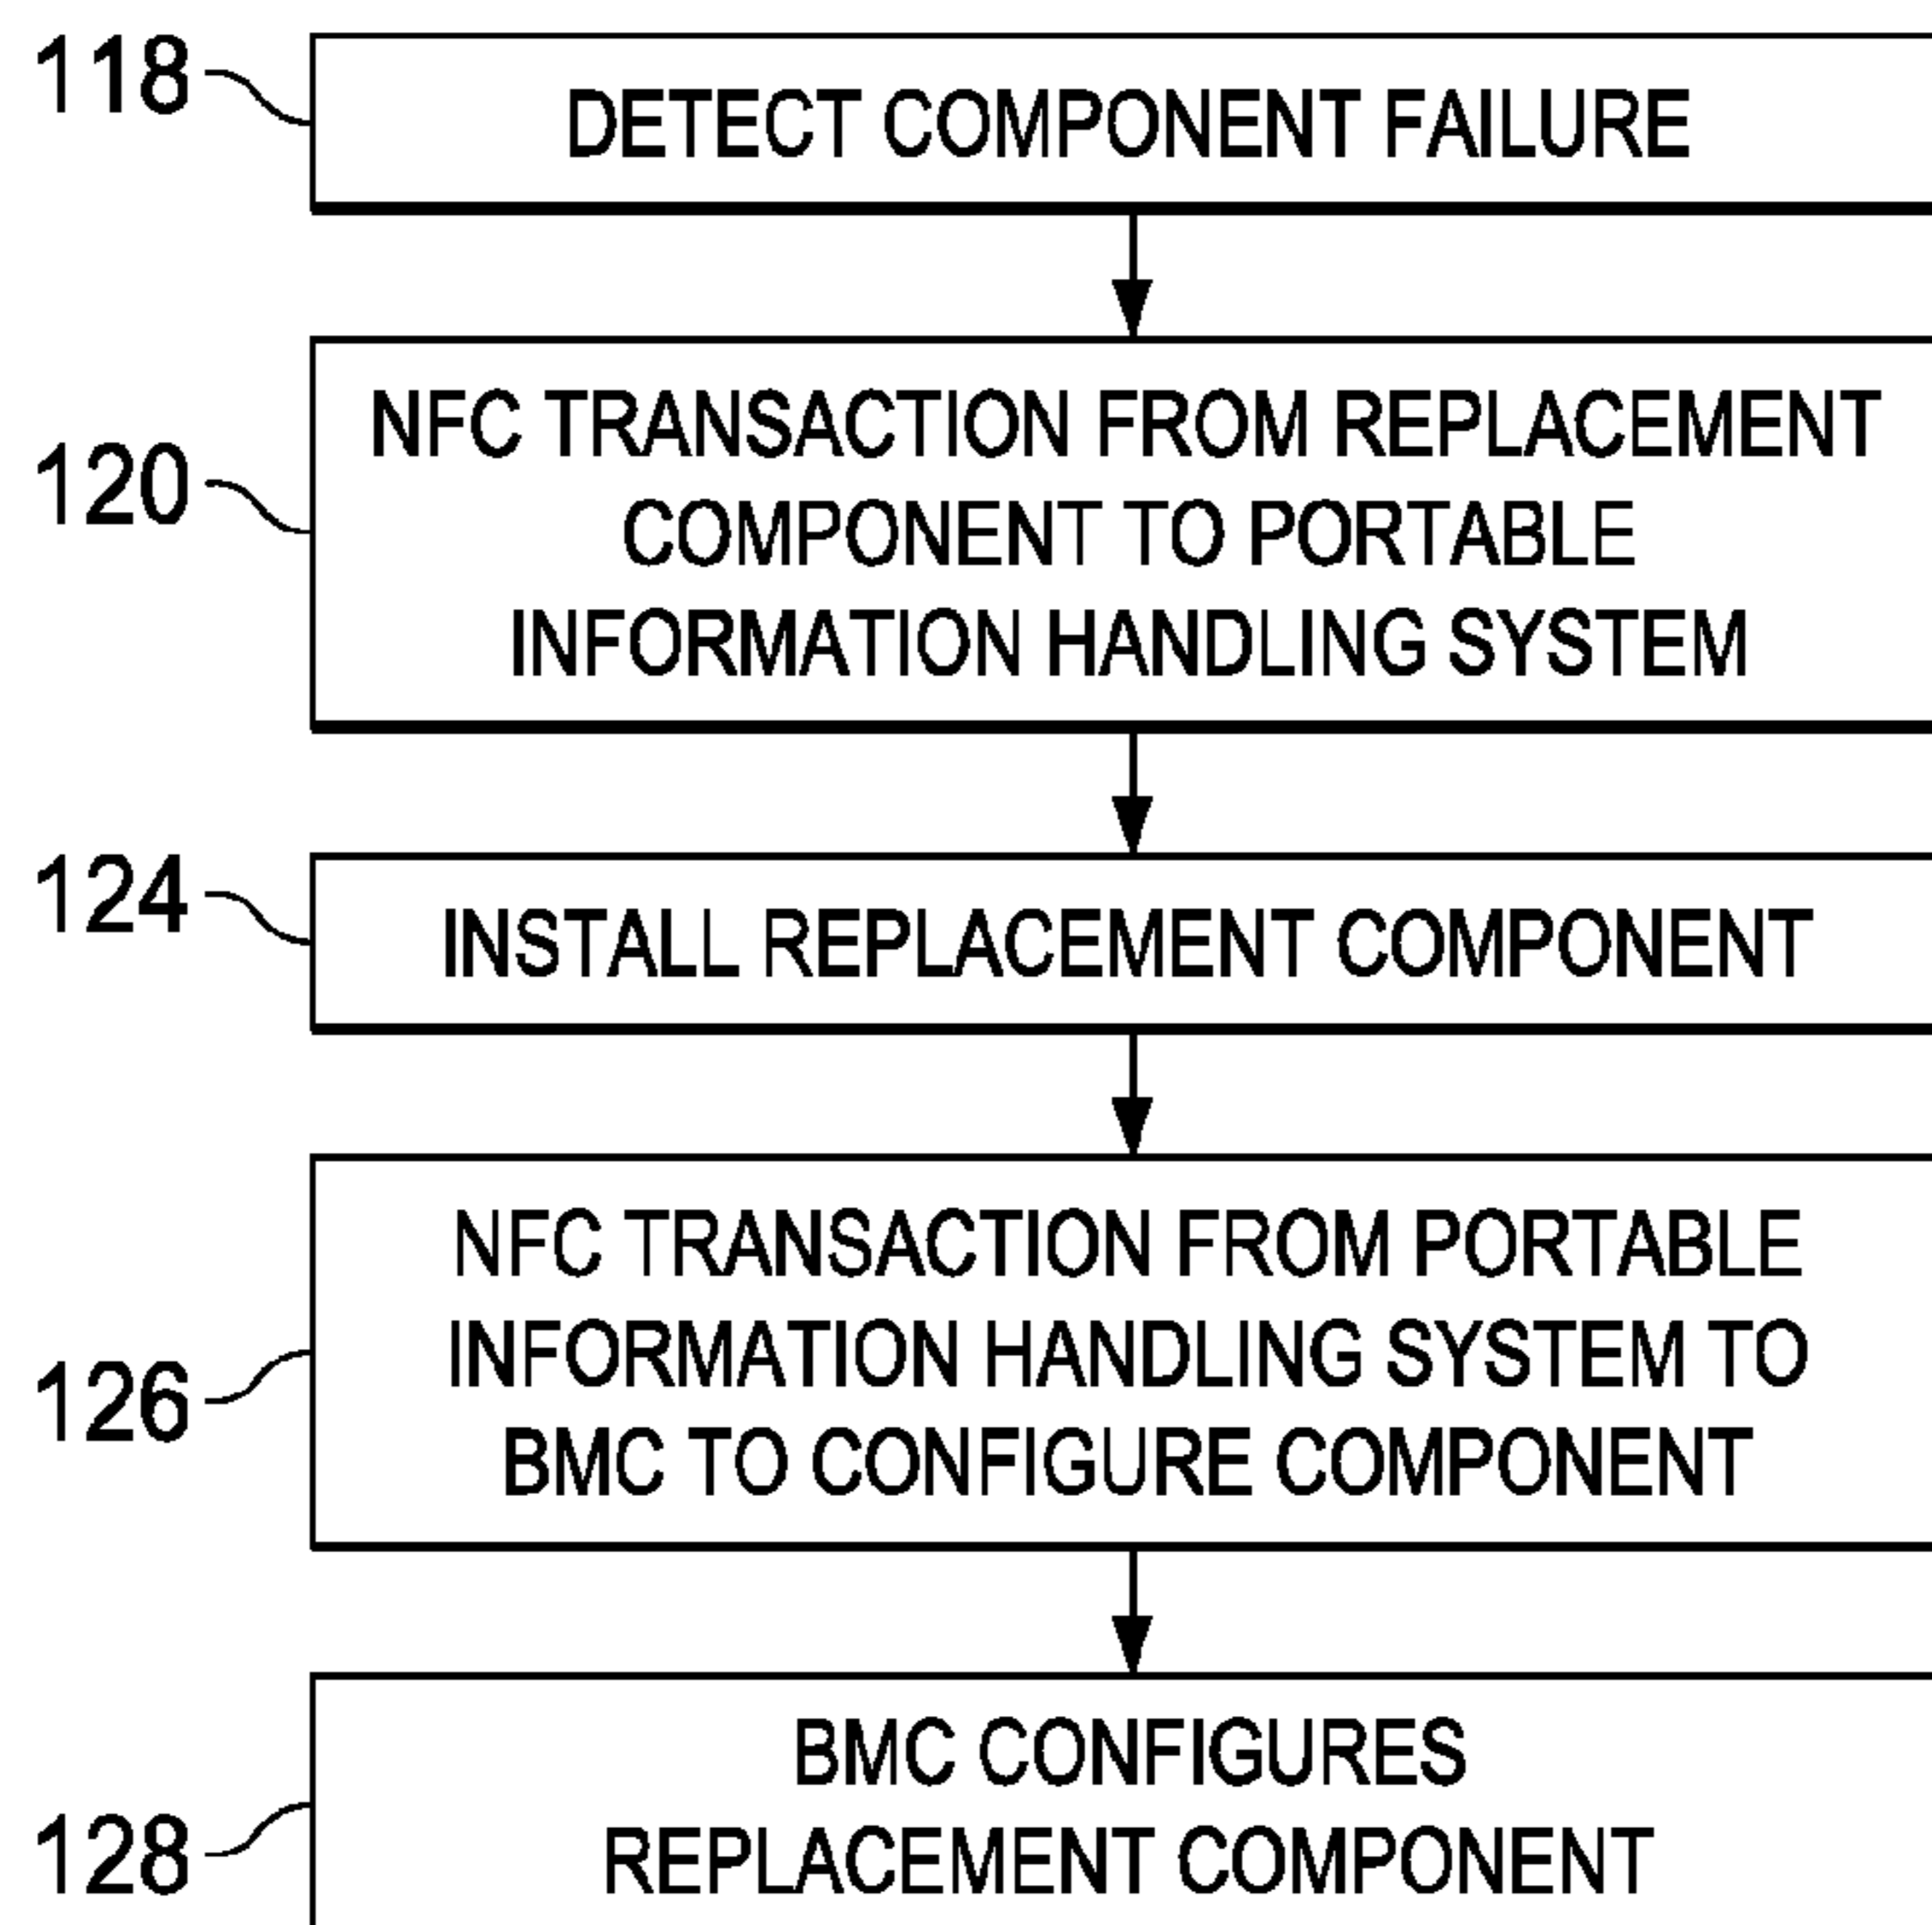 118
DETECT COMPONENT FAILURE
120
NFC TRANSACTION FROM REPLACEMENT
COMPONENT TO PORTABLE
INFORMATION HANDLING SYSTEM
124
INSTALL REPLACEMENT COMPONENT
126
NFC TRANSACTION FROM PORTABLE
INFORMATION HANDLING SYSTEM TO
BMC TO CONFIGURE COMPONENT
128
BMC CONFIGURES
REPLACEMENT COMPONENT